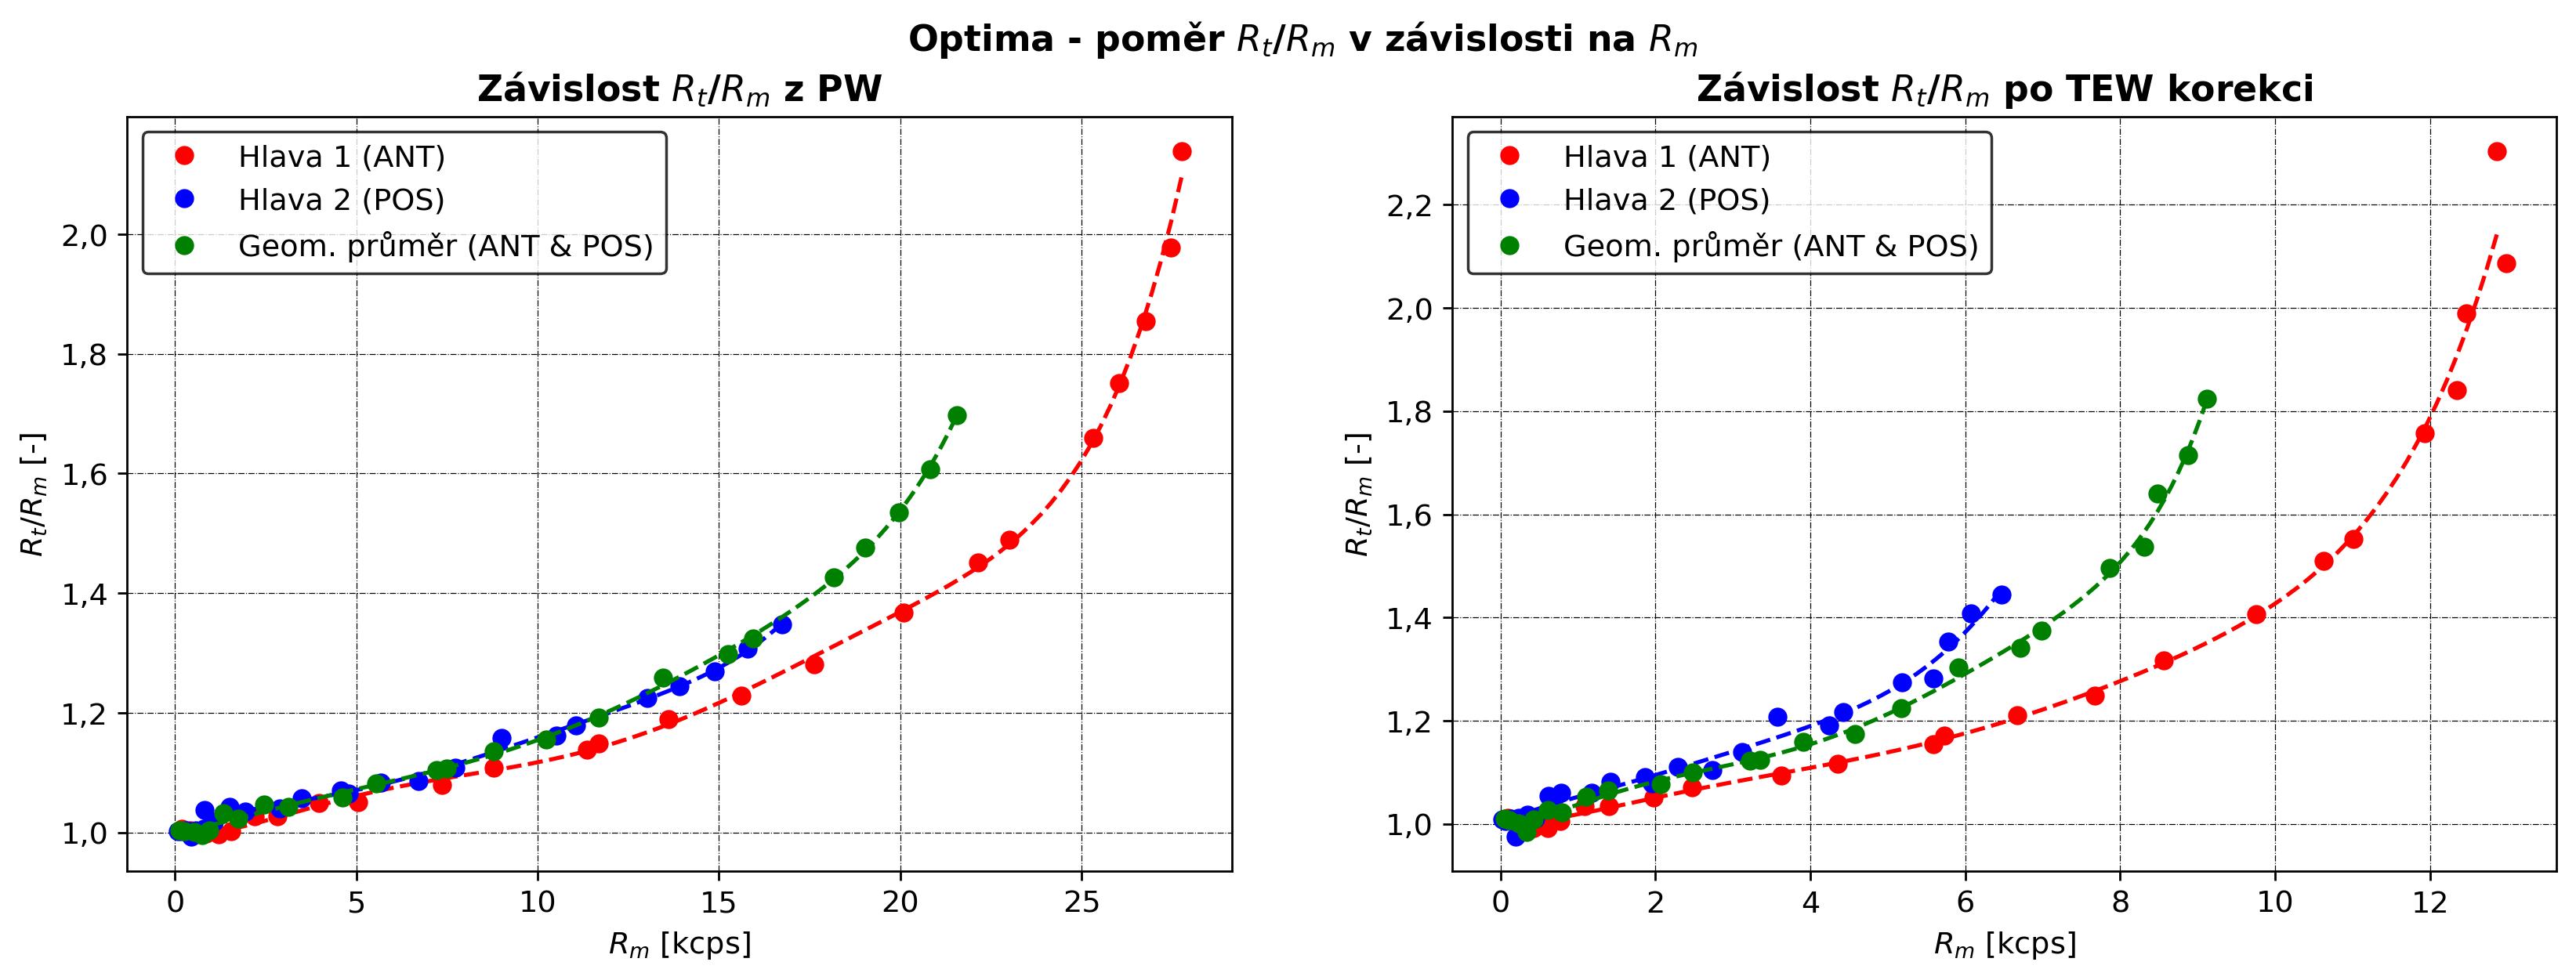 Optima - poměr Rt/Rm v závislosti na Rm
Závislost Rt/Rm z PW
Hlava 1 (ANT)
Hlava 2 (POS)
Geom. průměr (ANT & POS)
2,0
1,8
1,6
1,4
1,2
1,0
Rt/Rm [-]
0 5 10 15 20 25
Rm [kcps]
Závislost Rt/Rm po TEW korekci
Hlava 1 (ANT)
Hlava 2 (POS)
Geom. průměr (ANT & POS)
2,2
2,0
1,8
1,6
1,4
1,2
1,0
Rt/Rm [-]
0 2 4 6 8 10 12
Rm [kcps]